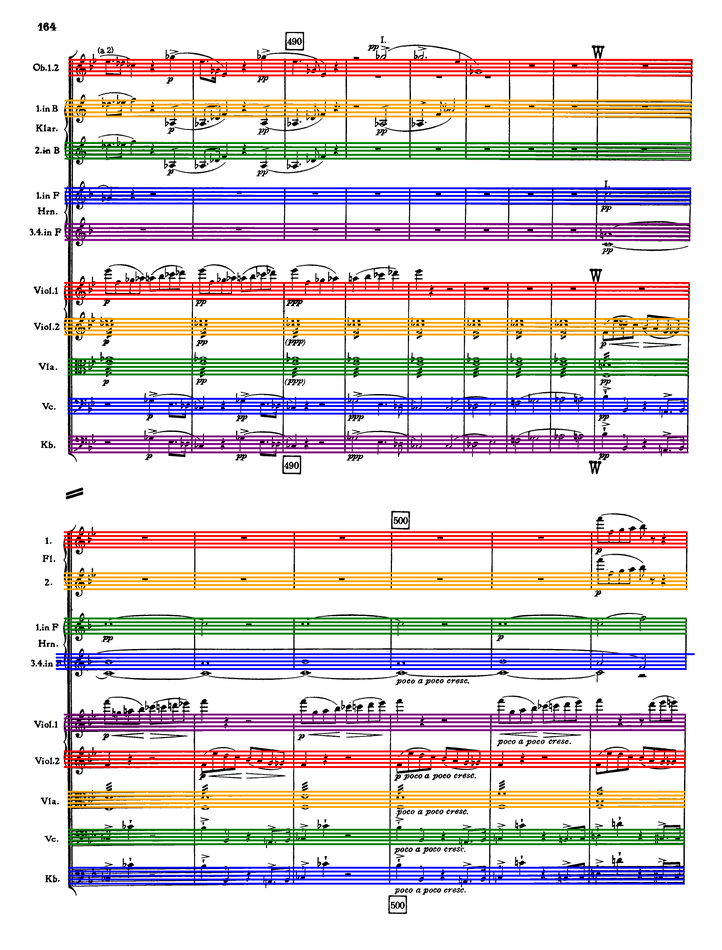 164
490
(a 2)
I.
pp
W
Ob.1.2
p
pp
1.in B
p
pp
pp
Klar.
2.in B
p
pp
1.in F
I.
pp
Hrn.
3.4.in F
pp
W
Viol.1
p
pp
ppp
Viol.2
p
pp
(ppp)
p
Vla.
p
pp
(ppp)
pp
Vc.
p
pp
ppp
pp
Kb.
p
pp
ppp
pp
490
W
500
1.
p
Fl.
2.
p
1.in F
pp
p
Hrn.
3.4.in
poco a poco cresc.
Viol.1
p
p
poco a poco cresc.
Viol.2
p
p poco a poco cresc.
Vla.
poco a poco cresc.
Vc.
poco a poco cresc.
Kb.
poco a poco cresc.
500